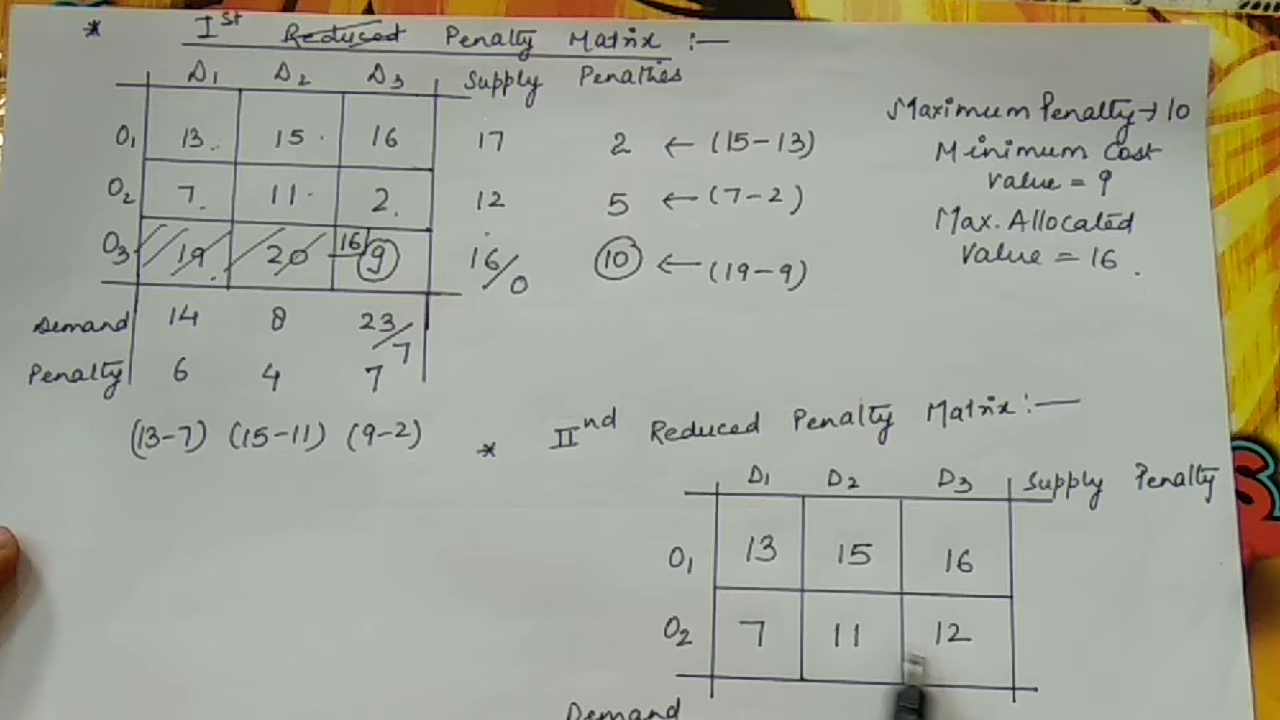 * Ist Reduced Penalty Matrix :—
D1 D2 D3 Supply Penalties
O1 13 15 16 17 2 ← (15-13)
O2 7 11 2 12 5 ← (7-2)
O3 19 20 16 9 16/0 10 ← (19-9)
Demand 14 8 23/7
Penalty 6 4 7
(13-7) (15-11) (9-2)
Maximum Penalty → 10
Minimum Cost
Value = 9
Max. Allocated
Value = 16.
* IInd Reduced Penalty Matrix :—
D1 D2 D3 Supply Penalty
O1 13 15 16
O2 7 11 12
Demand